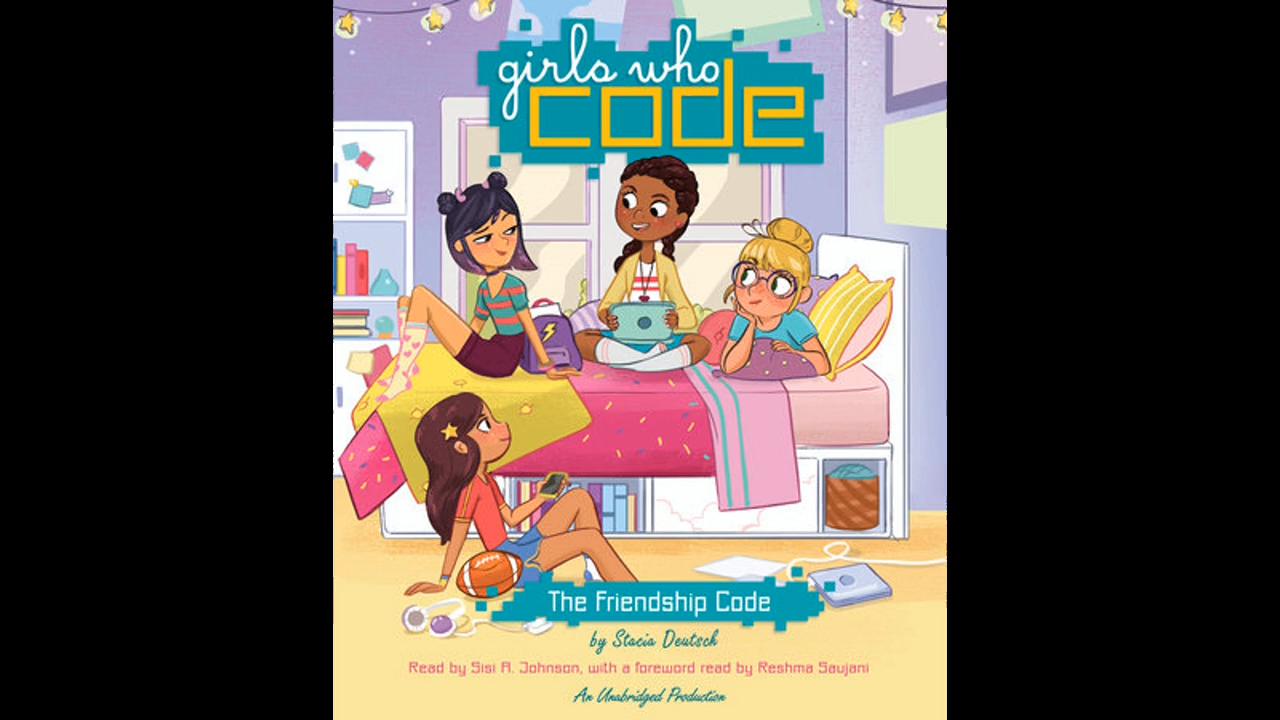 girls who
code
The Friendship Code
by Stacia Deutsch
Read by Sisi A. Johnson, with a foreword read by Reshma Saujani
An Unabridged Production